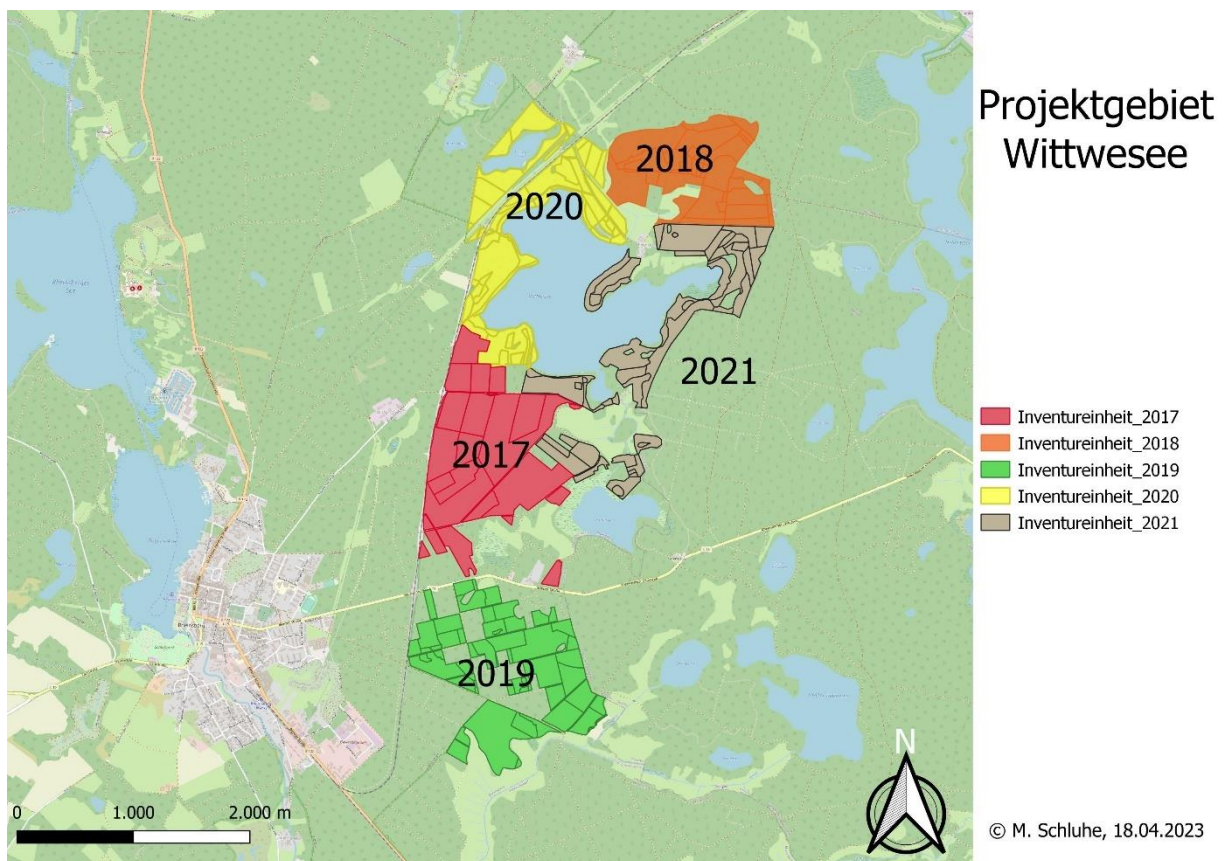 Projektgebiet
Wittwesee
2018
2020
2021
2017
2019
Inventureinheit_2017
Inventureinheit_2018
Inventureinheit_2019
Inventureinheit_2020
Inventureinheit_2021
N
0 1.000 2.000 m
© M. Schluhe, 18.04.2023